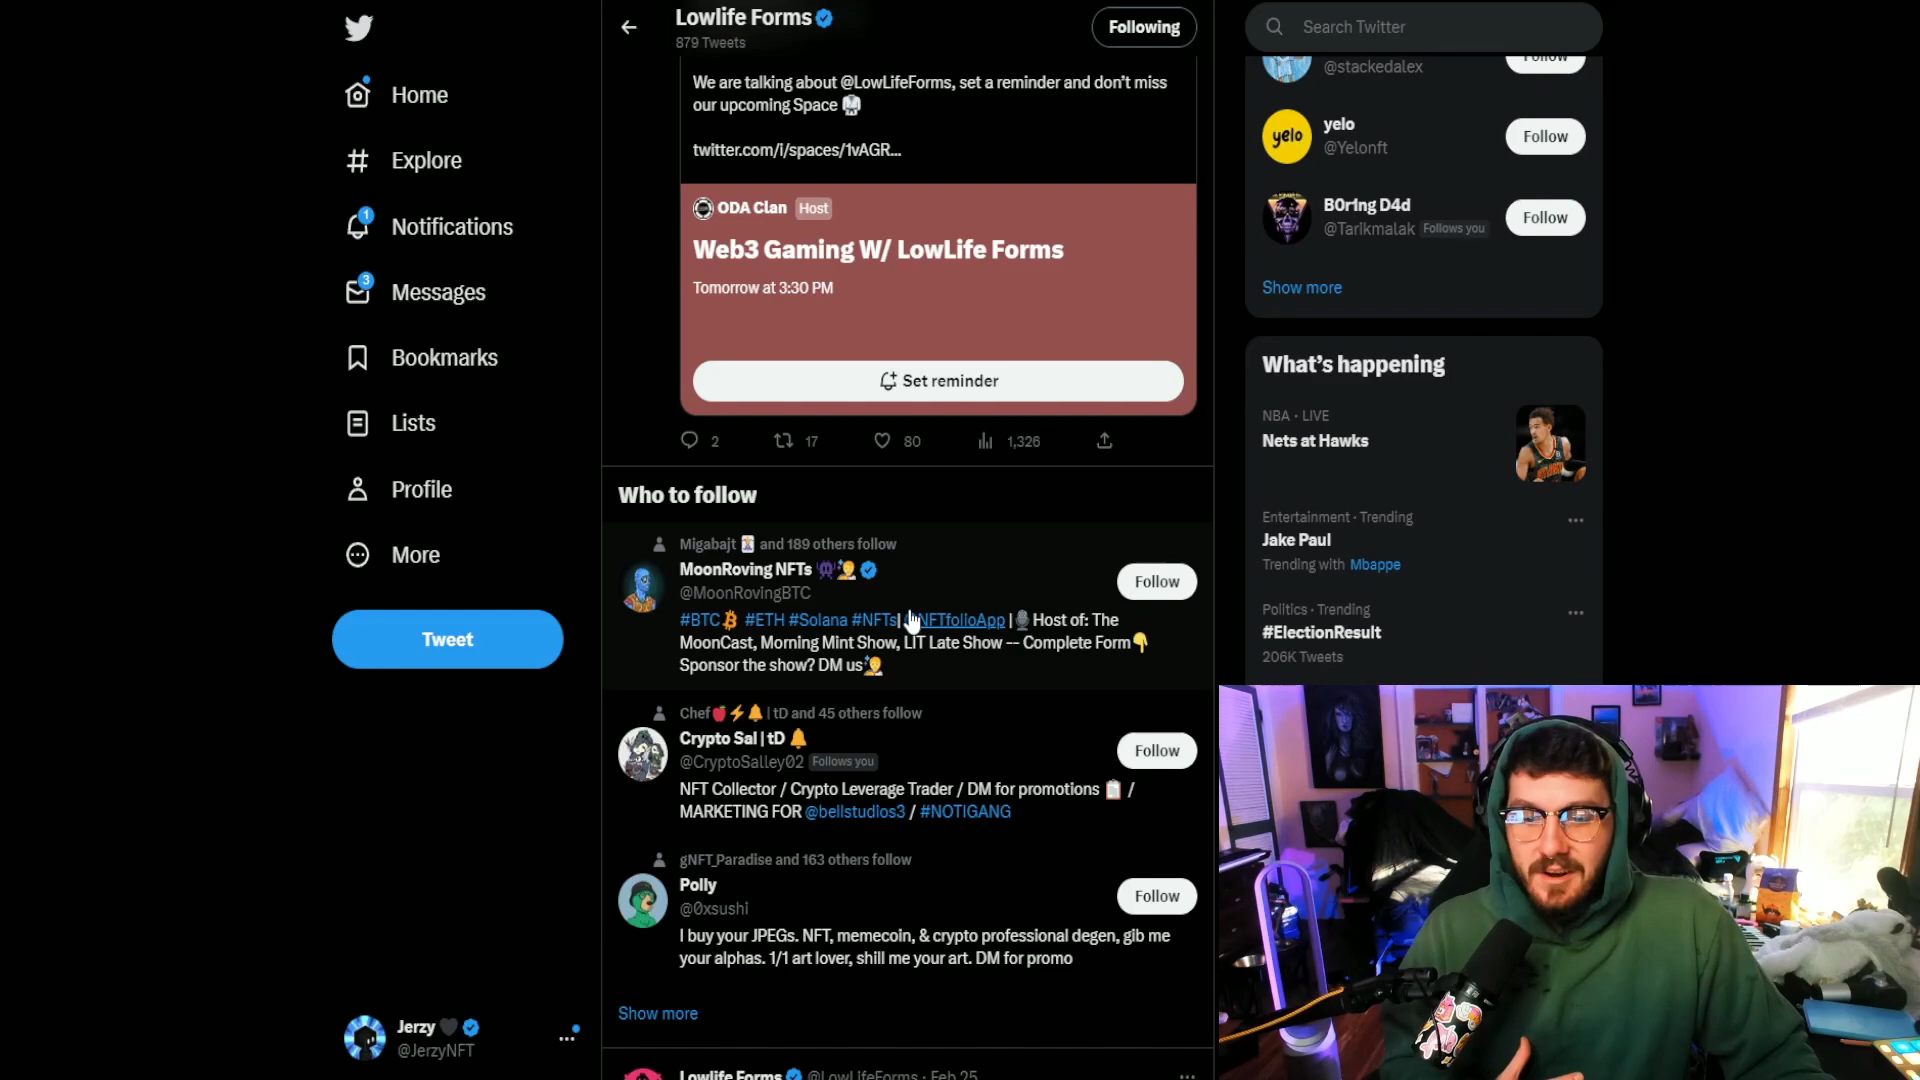 Home
Explore
1
Notifications
3
Messages
Bookmarks
Lists
Profile
More
Tweet
Jerzy
@JerzyNFT
Lowlife Forms
879 Tweets
Following
We are talking about @LowLifeForms, set a reminder and don't miss
our upcoming Space
twitter.com/i/spaces/1vAGR...
ODA Clan Host
Web3 Gaming W/ LowLife Forms
Tomorrow at 3:30 PM
Set reminder
2 17 80 1,326
Who to follow
Migabajt and 189 others follow
MoonRoving NFTs
@MoonRovingBTC
Follow
#BTC #ETH #Solana #NFTs| @NFTfolioApp | Host of: The
MoonCast, Morning Mint Show, LIT Late Show -- Complete Form
Sponsor the show? DM us
Chef | tD and 45 others follow
Crypto Sal | tD
@CryptoSalley02 Follows you
Follow
NFT Collector / Crypto Leverage Trader / DM for promotions /
MARKETING FOR @bellstudios3 / #NOTIGANG
gNFT_Paradise and 163 others follow
Polly
@0xsushi
Follow
I buy your JPEGs. NFT, memecoin, & crypto professional degen, gib me
your alphas. 1/1 art lover, shill me your art. DM for promo
Show more
Lowlife Forms @LowLifeForms · Feb 25
Search Twitter
@stackedalex
Follow
yelo
yelo
@Yelonft
Follow
B0r1ng D4d
@Tarikmalak Follows you
Follow
Show more
What's happening
NBA · LIVE
Nets at Hawks
Entertainment · Trending
Jake Paul
Trending with Mbappe
Politics · Trending
#ElectionResult
206K Tweets